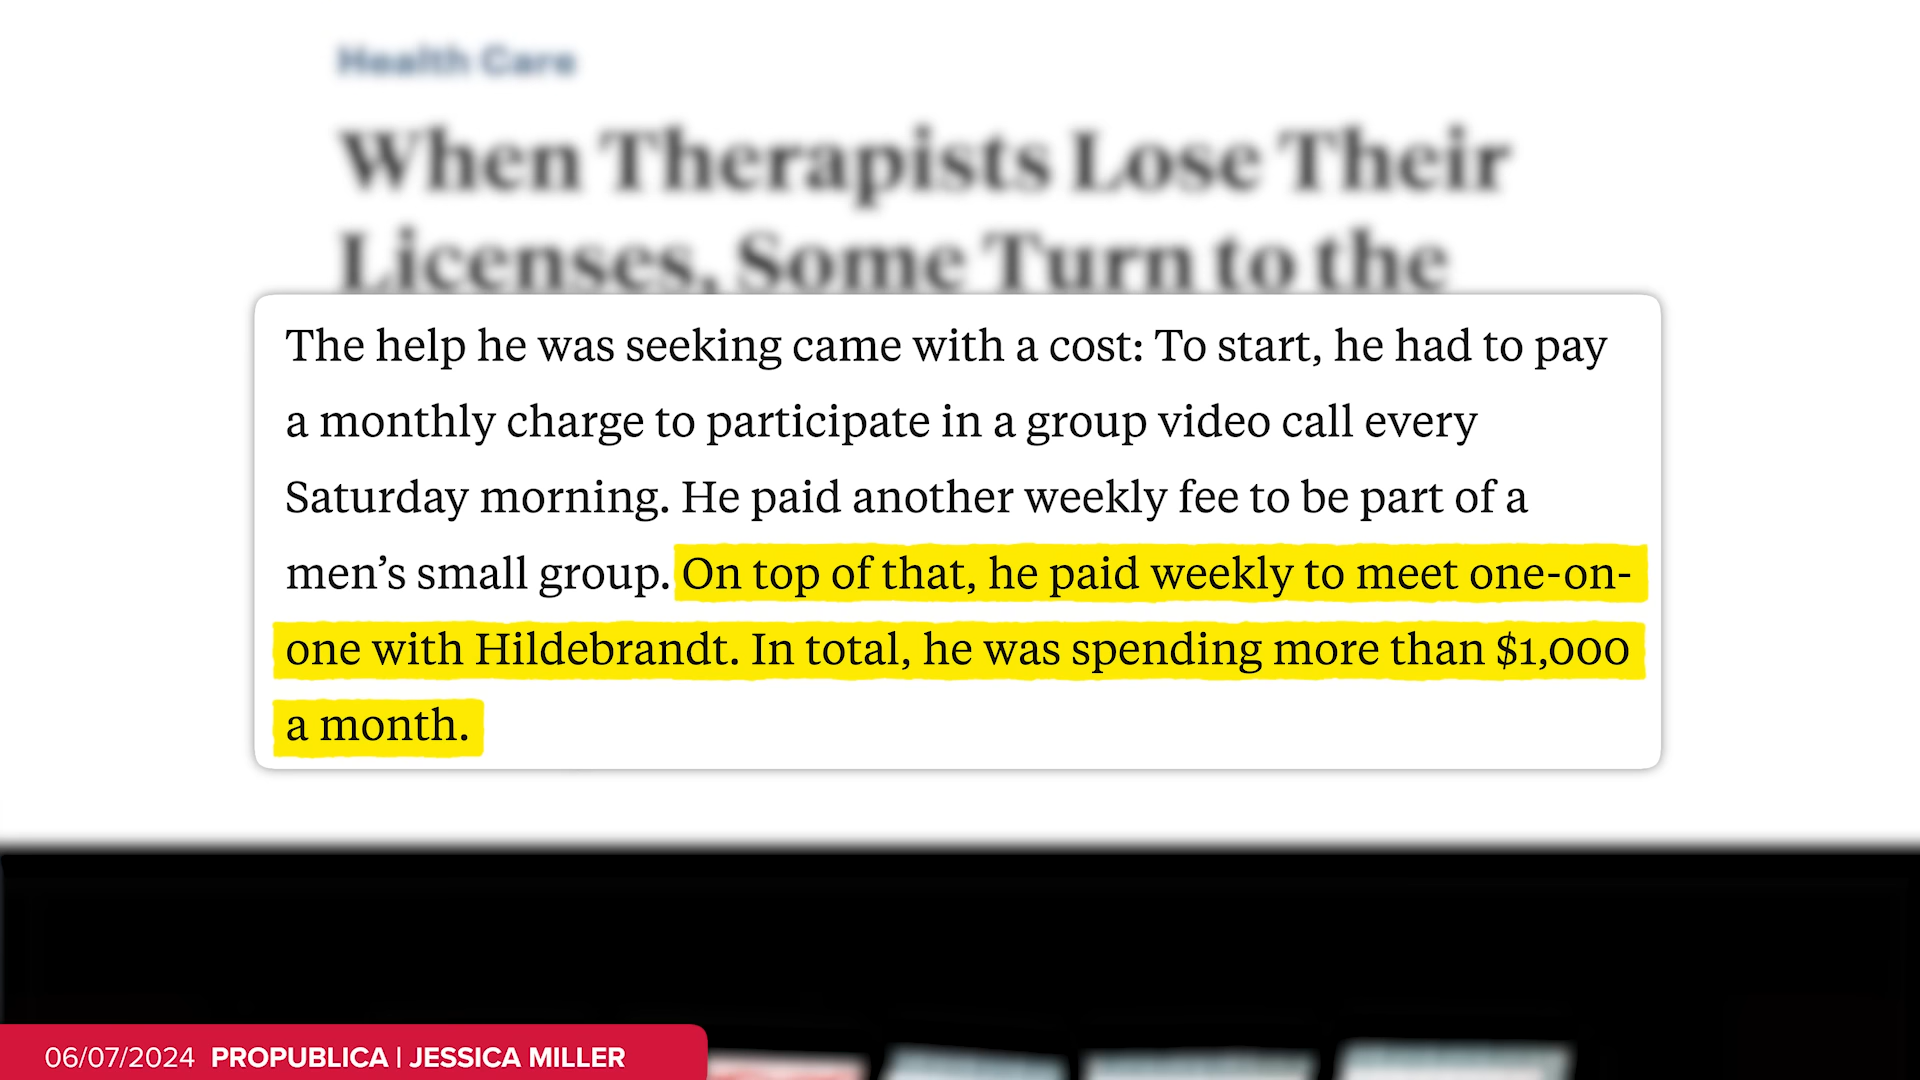 Health Care
When Therapists Lose Their
Licenses, Some Turn to the
The help he was seeking came with a cost: To start, he had to pay
a monthly charge to participate in a group video call every
Saturday morning. He paid another weekly fee to be part of a
men’s small group. On top of that, he paid weekly to meet one-on-
one with Hildebrandt. In total, he was spending more than $1,000
a month.
06/07/2024 PROPUBLICA | JESSICA MILLER